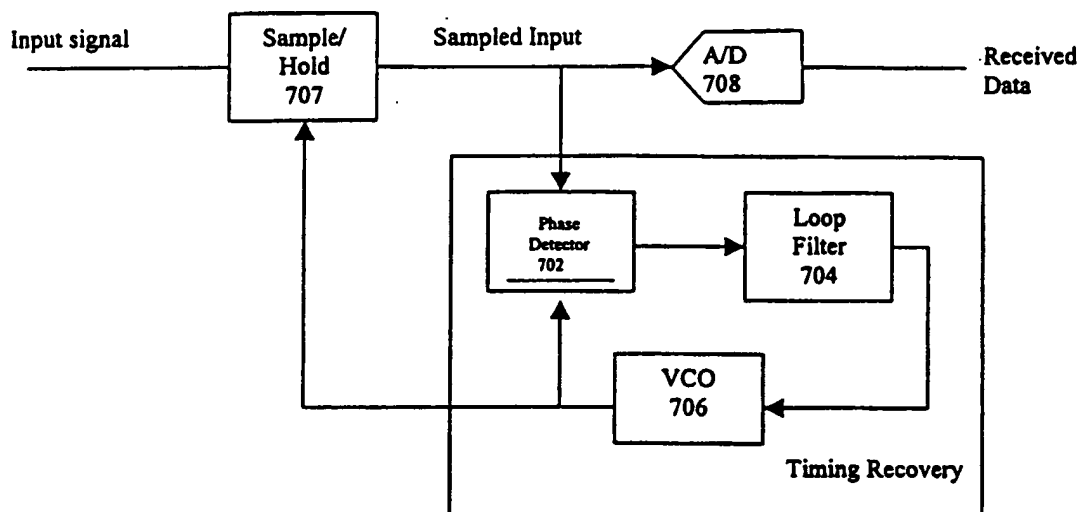 Input signal
Sample/
Hold
707
Sampled Input
A/D
708
Received
Data
Phase
Detector
702
Loop
Filter
704
VCO
706
Timing Recovery